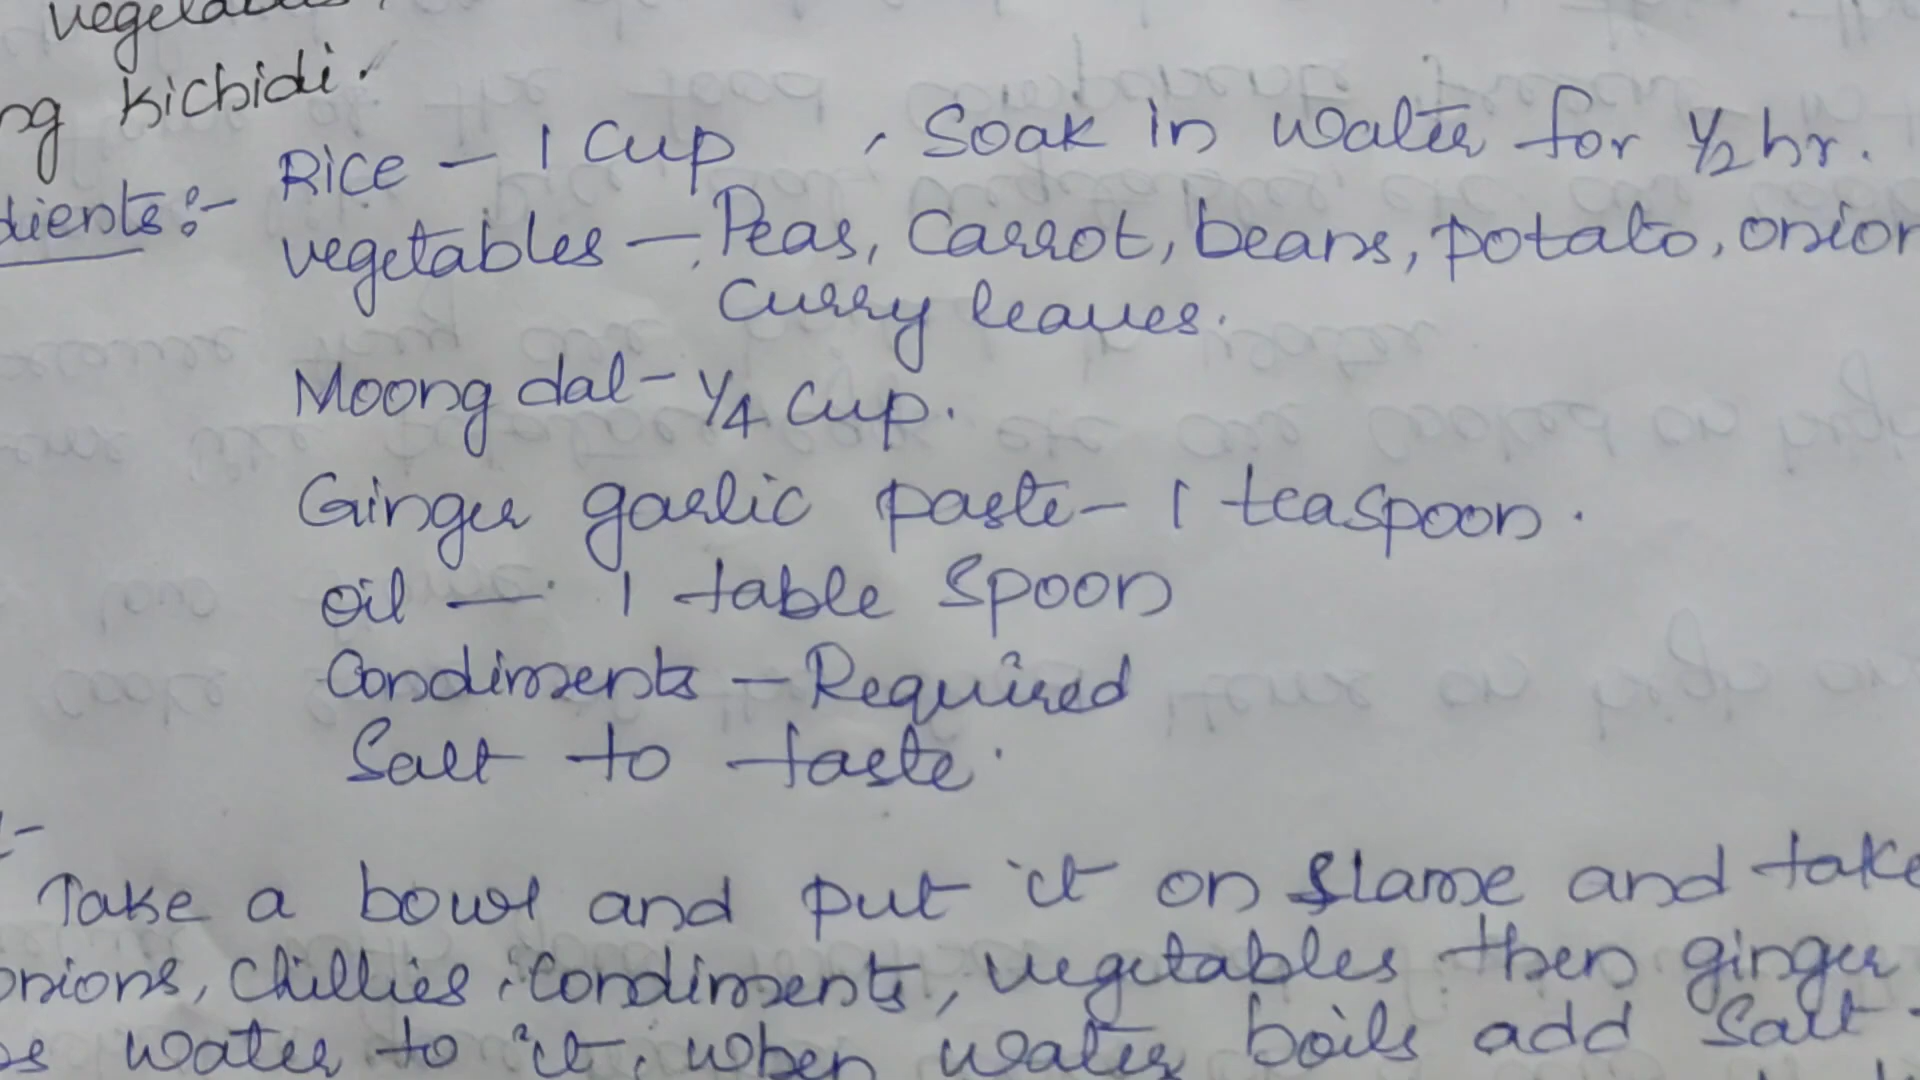 kichidi.
Rice - 1 cup , Soak in water for 1/2 hr.
vegetables - Peas, Carrot, beans, potato, onion
Curry leaves.
Moong dal - 1/4 cup.
Ginger garlic paste - 1 teaspoon.
oil - 1 table spoon
Condiments - Required
Salt to taste.
Take a bowl and put it on flame and take
onions, chillies, condiments, vegetables then ginger
water to it, when water boils add salt